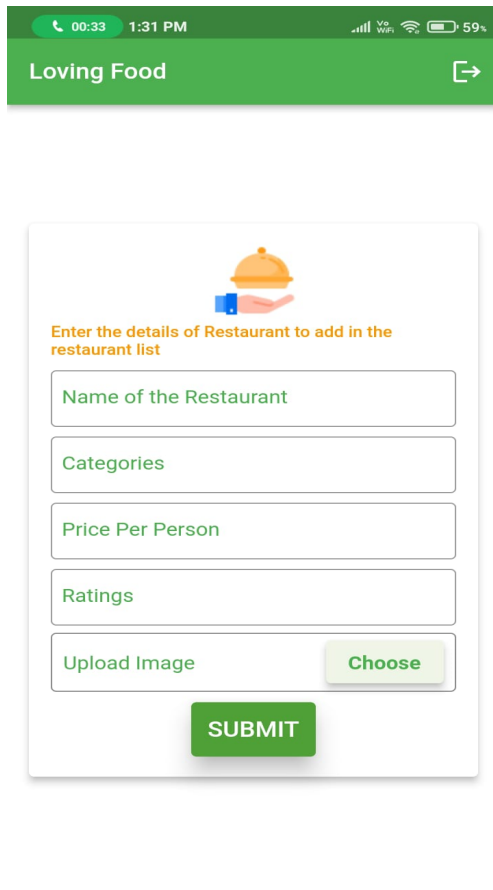 00:33 1:31 PM Vo WiFi 59%
Loving Food
Enter the details of Restaurant to add in the
restaurant list
Name of the Restaurant
Categories
Price Per Person
Ratings
Upload Image Choose
SUBMIT